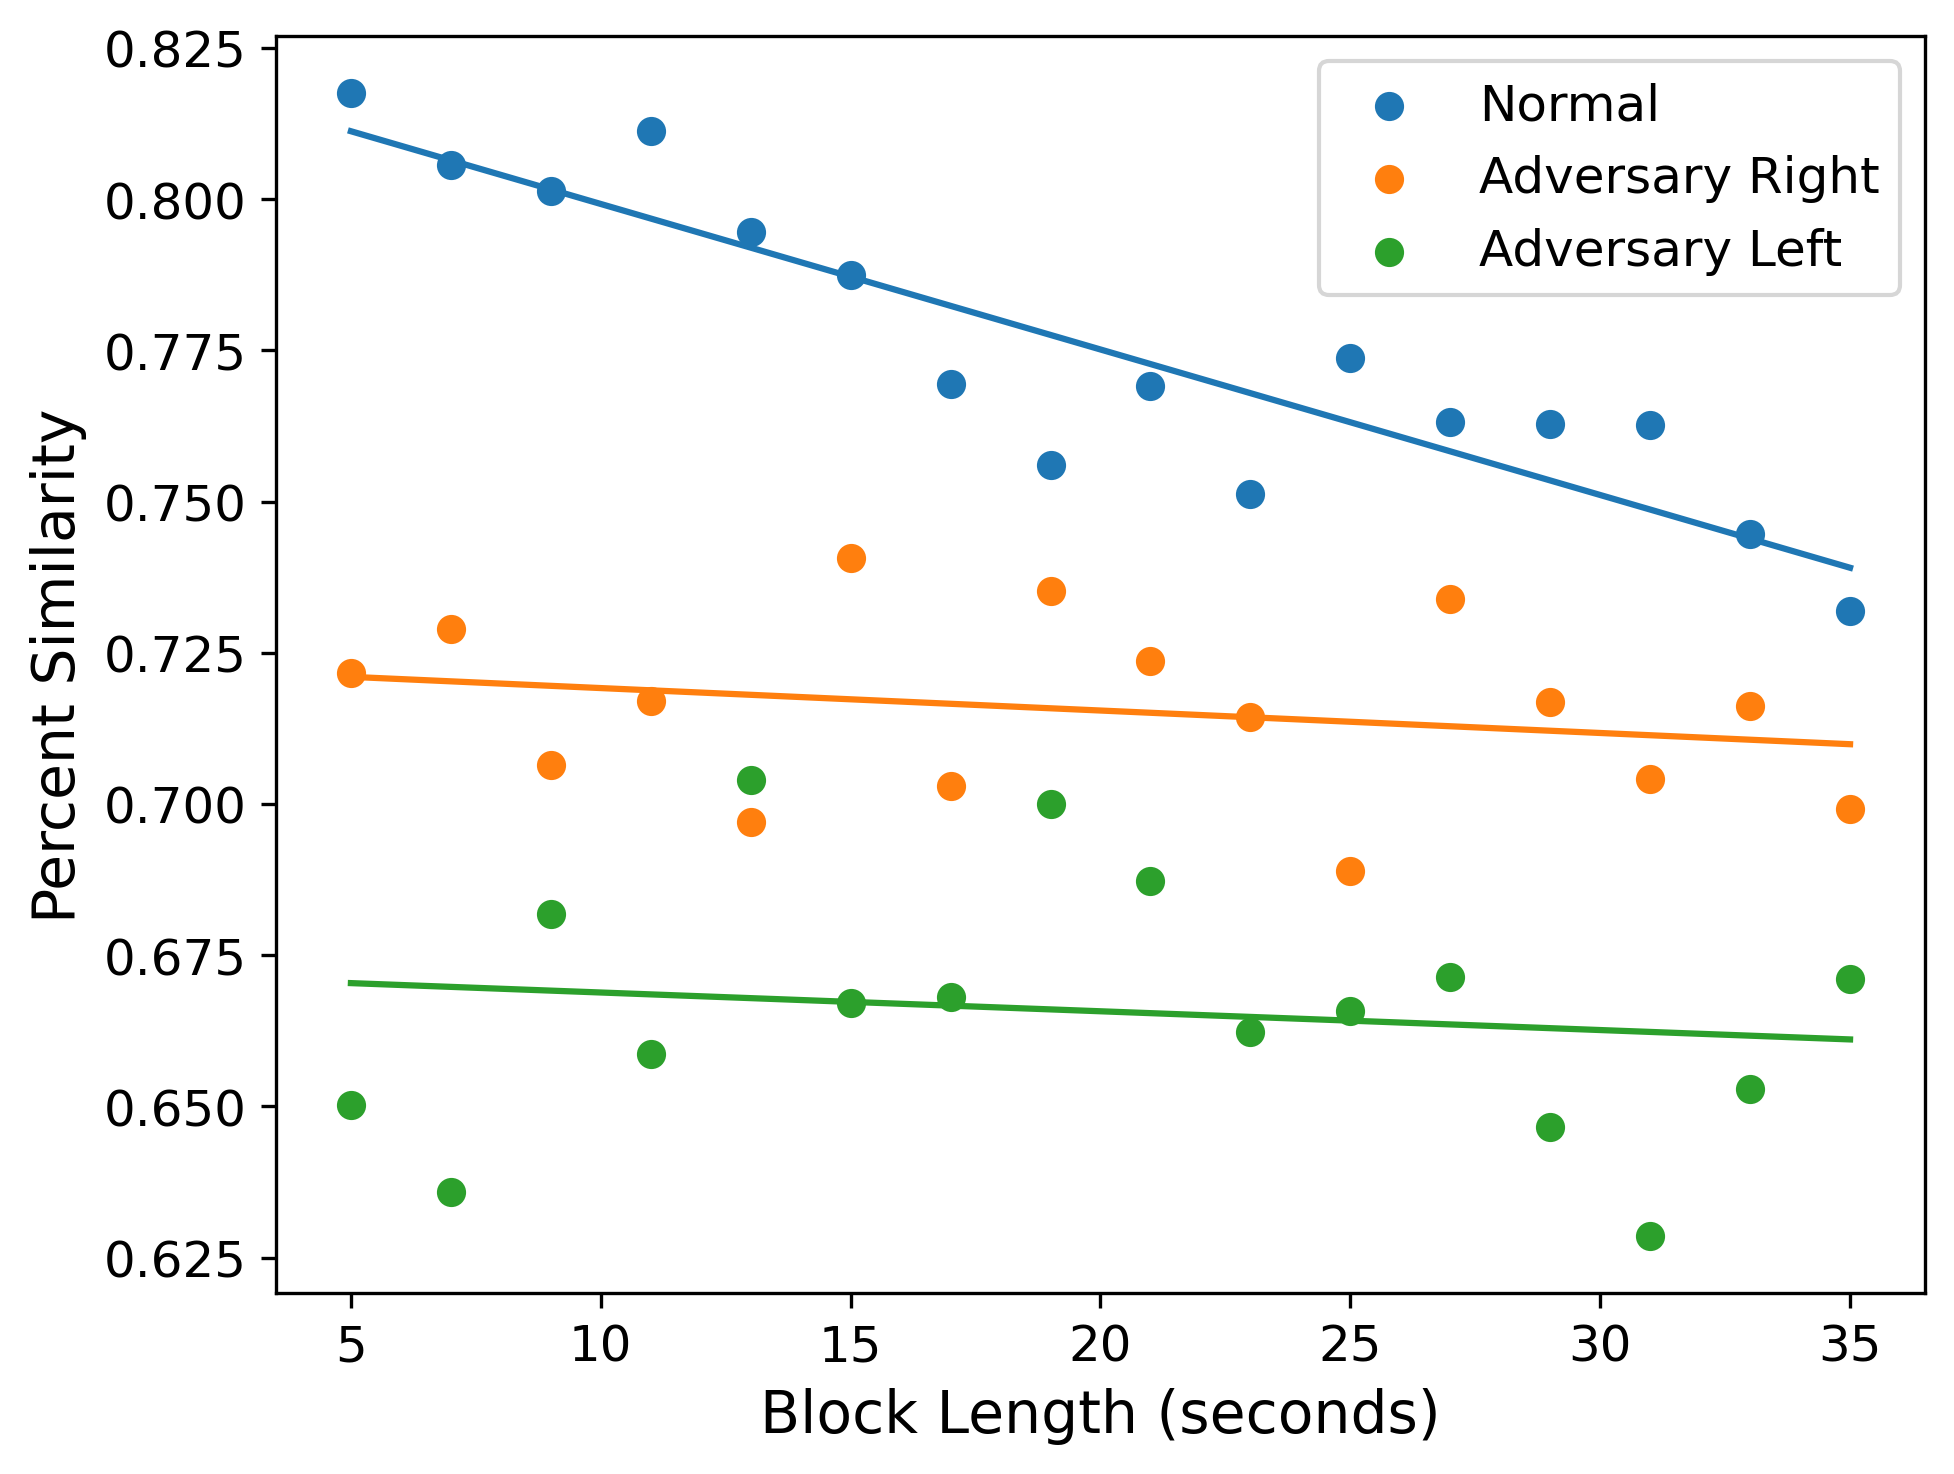 Normal
Adversary Right
Adversary Left
Percent Similarity
0.825
0.800
0.775
0.750
0.725
0.700
0.675
0.650
0.625
5 10 15 20 25 30 35
Block Length (seconds)